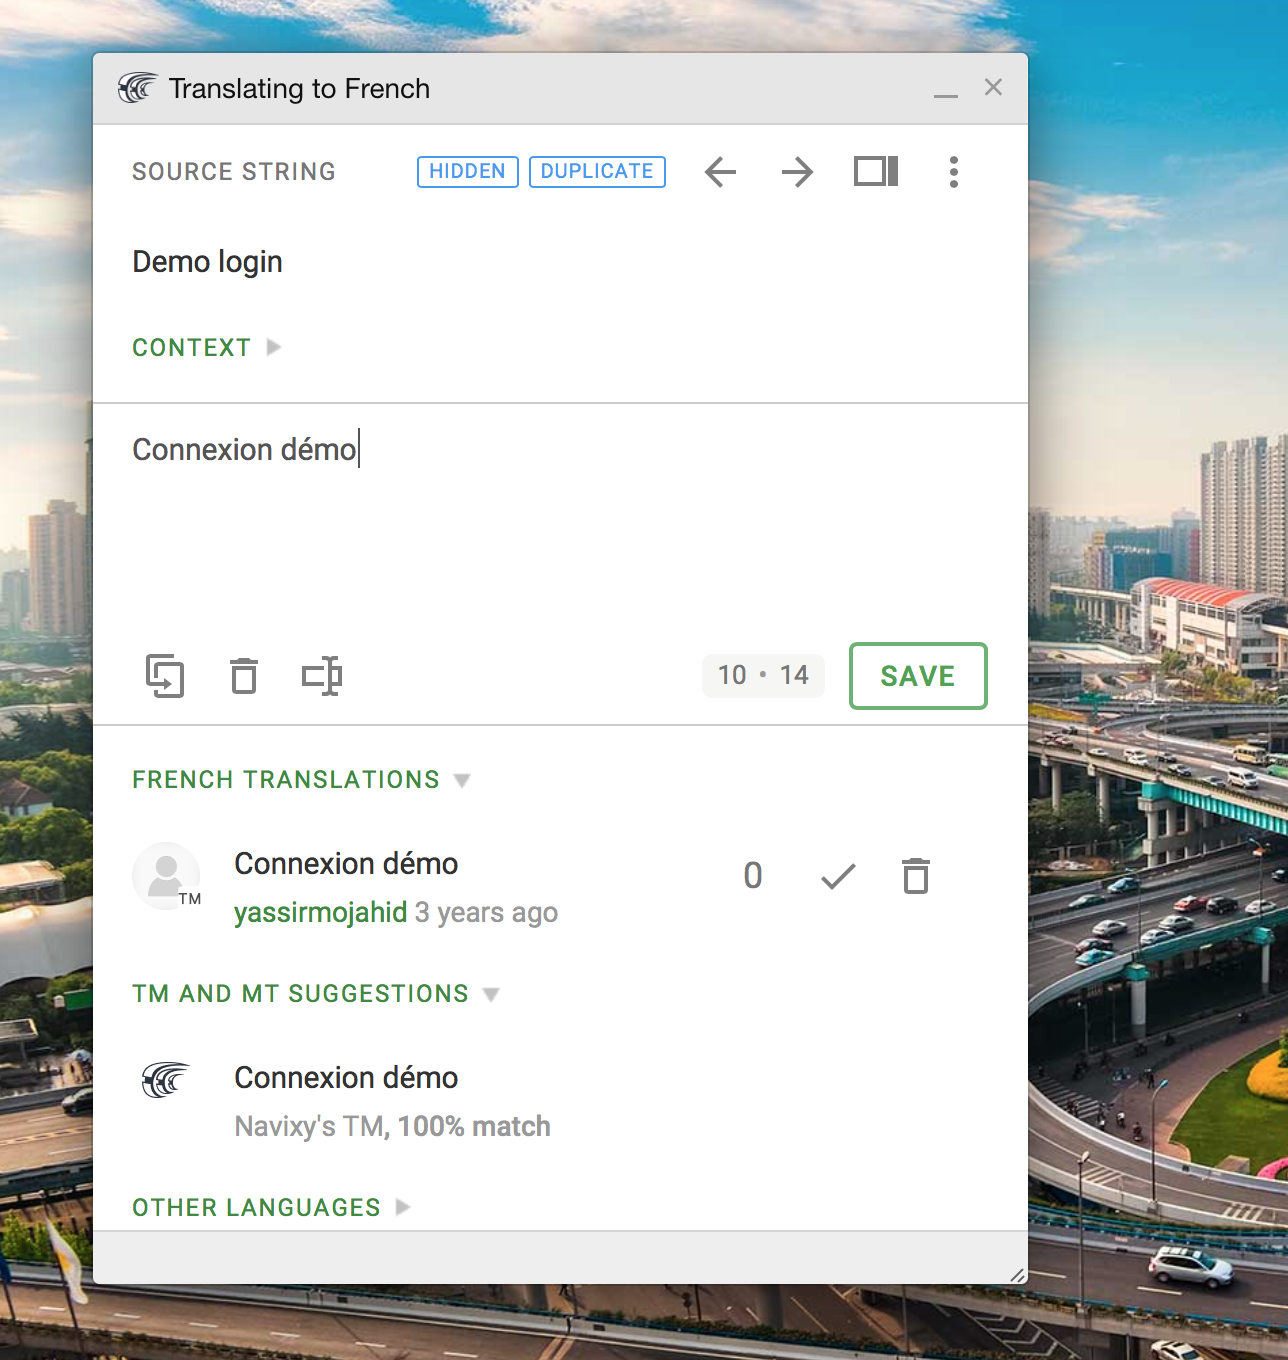 Translating to French
SOURCE STRING HIDDEN DUPLICATE
Demo login
CONTEXT
Connexion démo
10 • 14 SAVE
FRENCH TRANSLATIONS
Connexion démo 0
TM
yassirmojahid 3 years ago
TM AND MT SUGGESTIONS
Connexion démo
Navixy's TM, 100% match
OTHER LANGUAGES